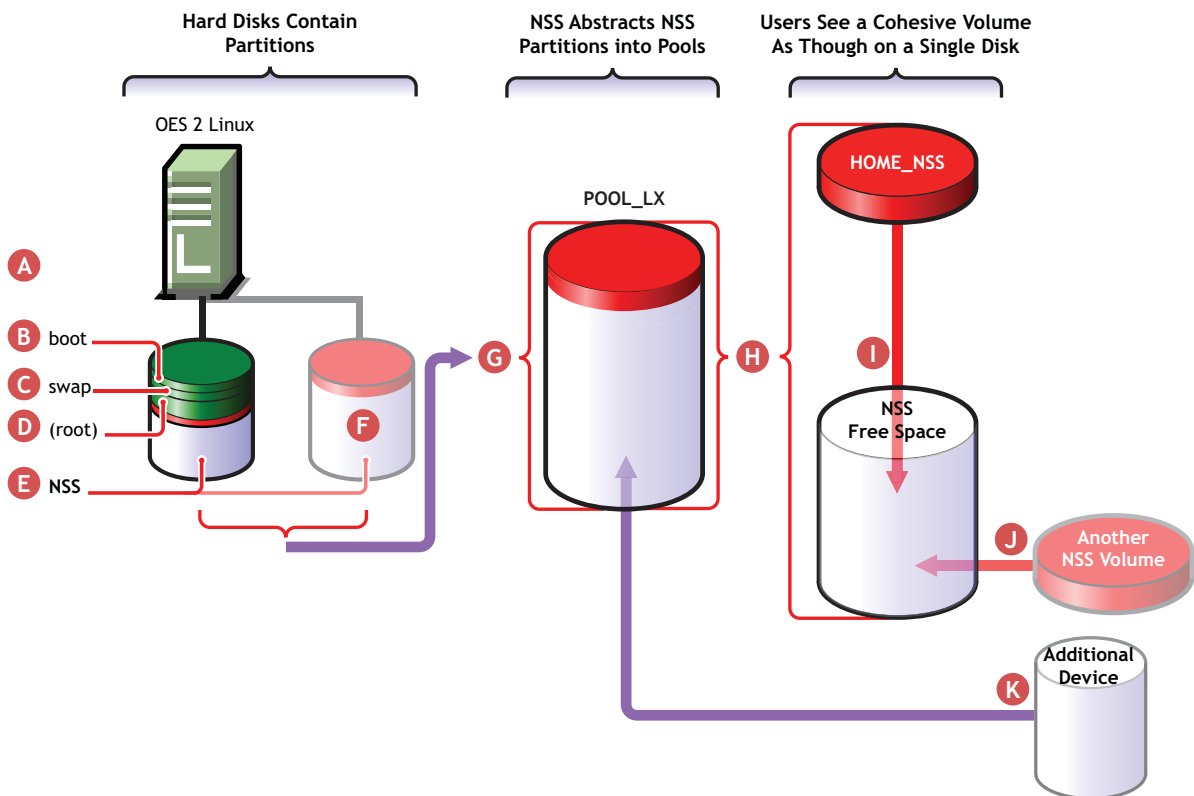 Hard Disks Contain
Partitions
NSS Abstracts NSS
Partitions into Pools
Users See a Cohesive Volume
As Though on a Single Disk
OES 2 Linux
A
B boot
C swap
D (root)
E NSS
F
G
POOL_LX
H
HOME_NSS
I
NSS
Free Space
J
Another
NSS Volume
K
Additional
Device